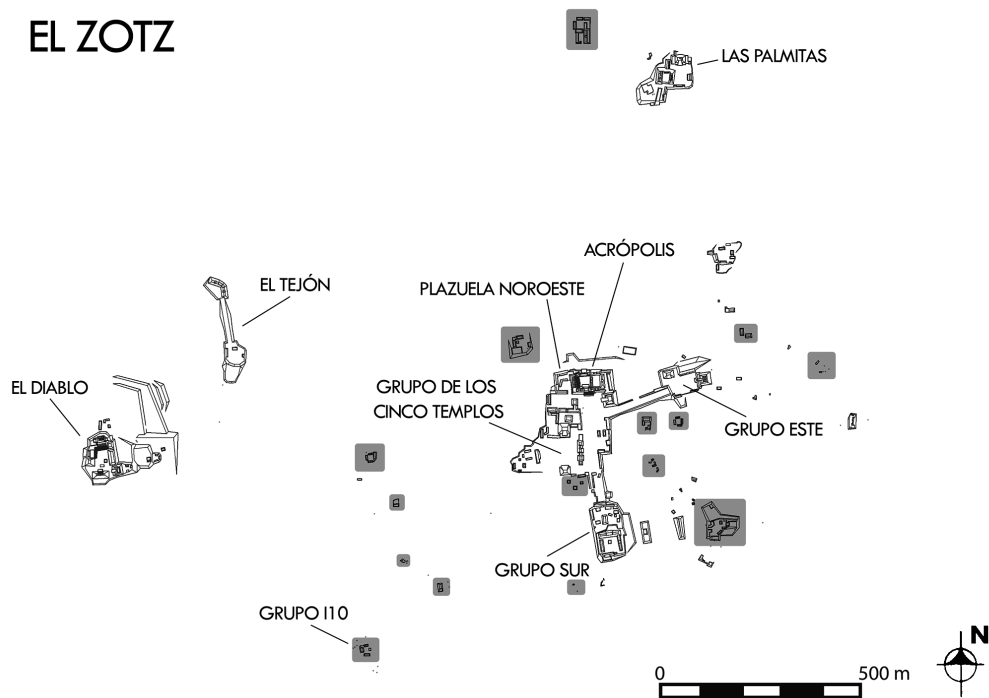 EL ZOTZ
LAS PALMITAS
ACRÓPOLIS
EL TEJÓN
PLAZUELA NOROESTE
EL DIABLO
GRUPO DE LOS
CINCO TEMPLOS
GRUPO ESTE
GRUPO SUR
GRUPO I10
N
0
500 m